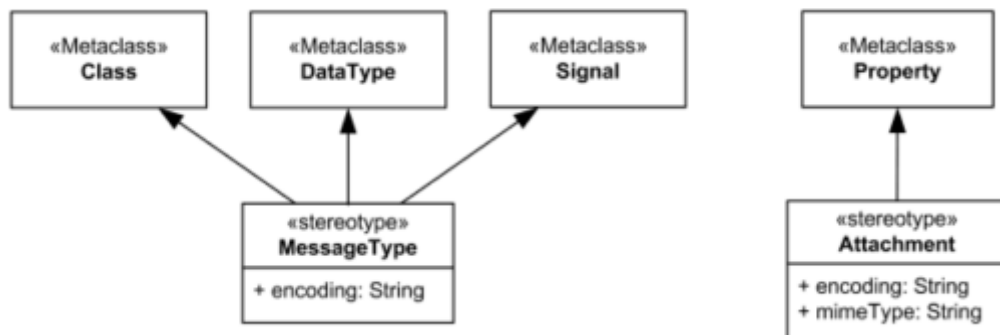 «Metaclass»
Class
«Metaclass»
DataType
«Metaclass»
Signal
«Metaclass»
Property
«stereotype»
MessageType
+ encoding: String
«stereotype»
Attachment
+ encoding: String
+ mimeType: String